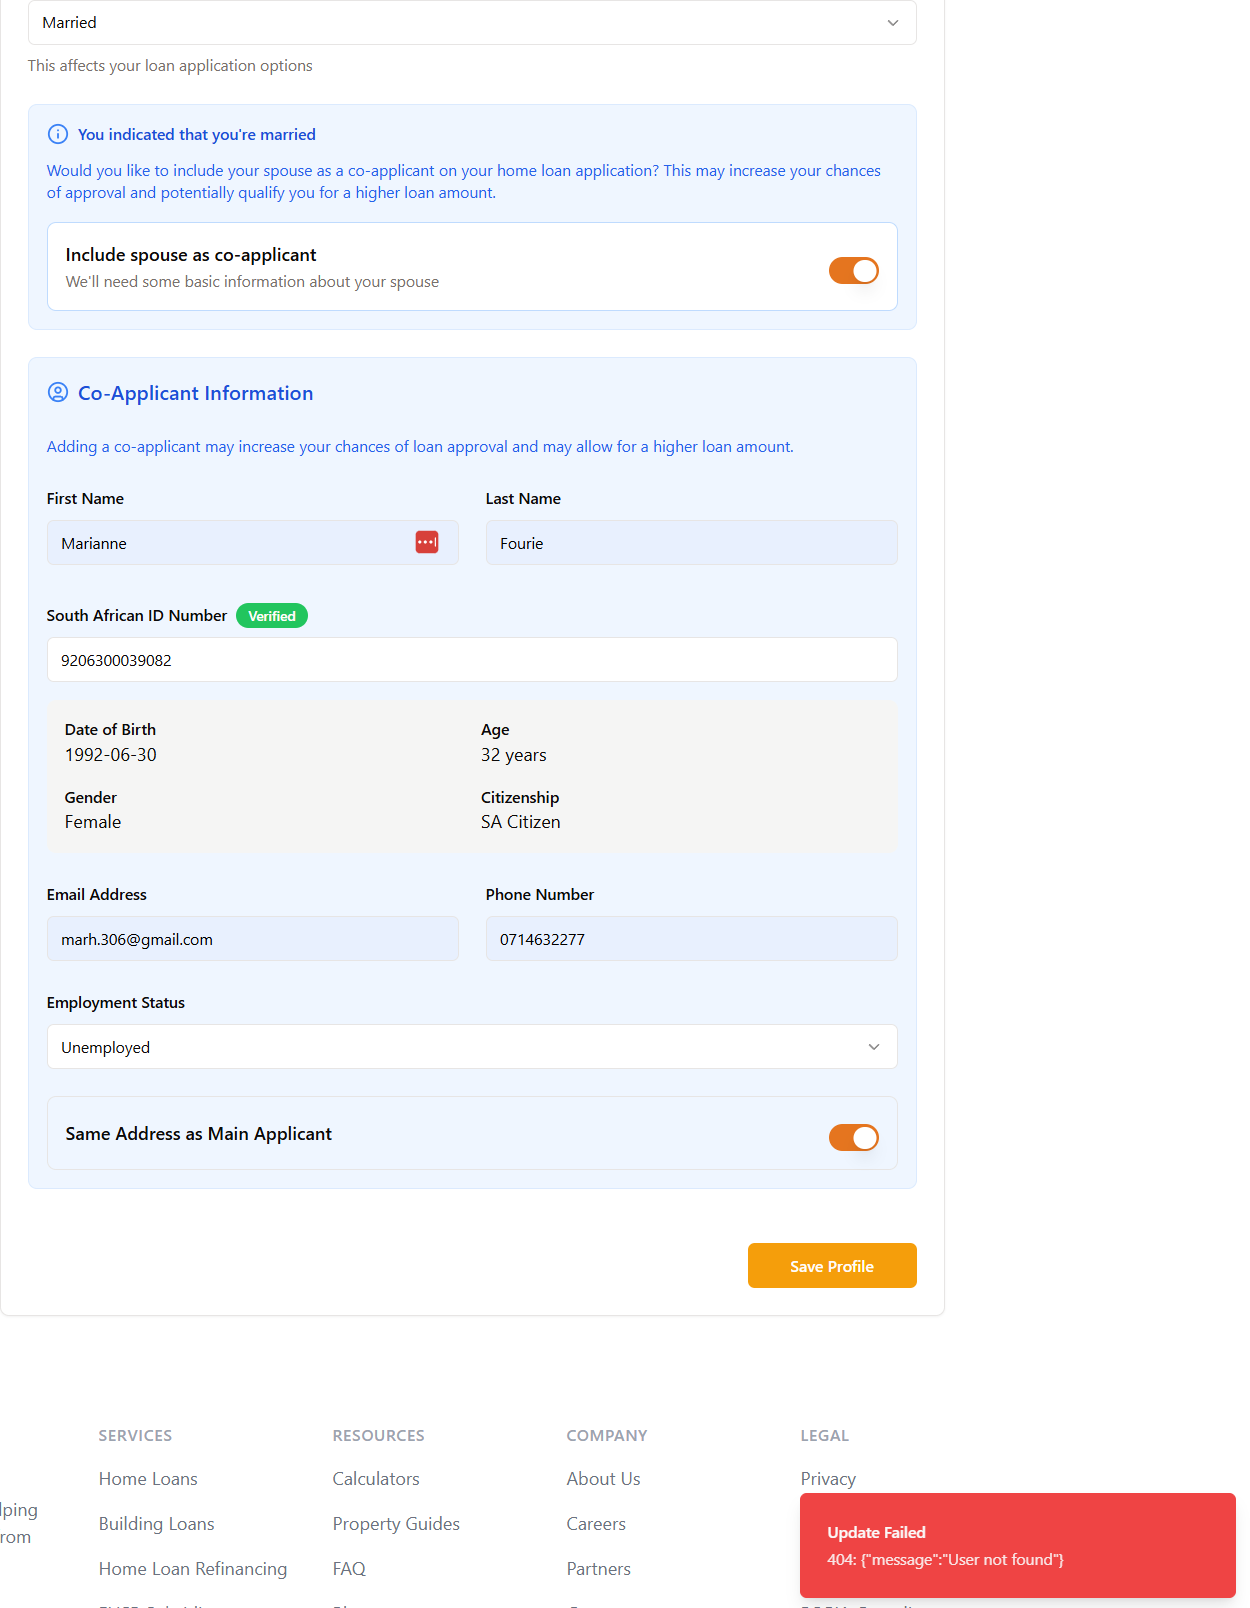 Married
This affects your loan application options
You indicated that you're married
Would you like to include your spouse as a co-applicant on your home loan application? This may increase your chances
of approval and potentially qualify you for a higher loan amount.
Include spouse as co-applicant
We'll need some basic information about your spouse
Co-Applicant Information
Adding a co-applicant may increase your chances of loan approval and may allow for a higher loan amount.
First Name
Last Name
Marianne
Fourie
South African ID Number
Verified
9206300039082
Date of Birth
Age
1992-06-30
32 years
Gender
Citizenship
Female
SA Citizen
Email Address
Phone Number
marh.306@gmail.com
0714632277
Employment Status
Unemployed
Same Address as Main Applicant
Save Profile
SERVICES
RESOURCES
COMPANY
LEGAL
Home Loans
Calculators
About Us
Privacy
lping
rom
Building Loans
Property Guides
Careers
Home Loan Refinancing
FAQ
Partners
Update Failed
404: {"message":"User not found"}